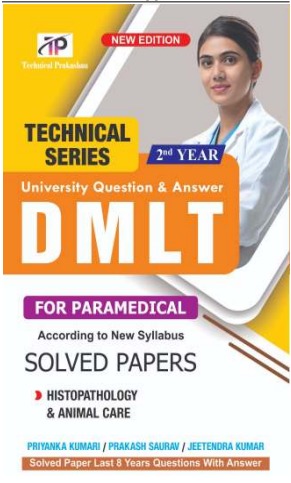 NEW EDITION
TP
Technical Prakashan
TECHNICAL
SERIES
2nd YEAR
University Question & Answer
DMLT
FOR PARAMEDICAL
According to New Syllabus
SOLVED PAPERS
HISTOPATHOLOGY
& ANIMAL CARE
PRIYANKA KUMARI / PRAKASH SAURAV / JEETENDRA KUMAR
Solved Paper Last 8 Years Questions With Answer